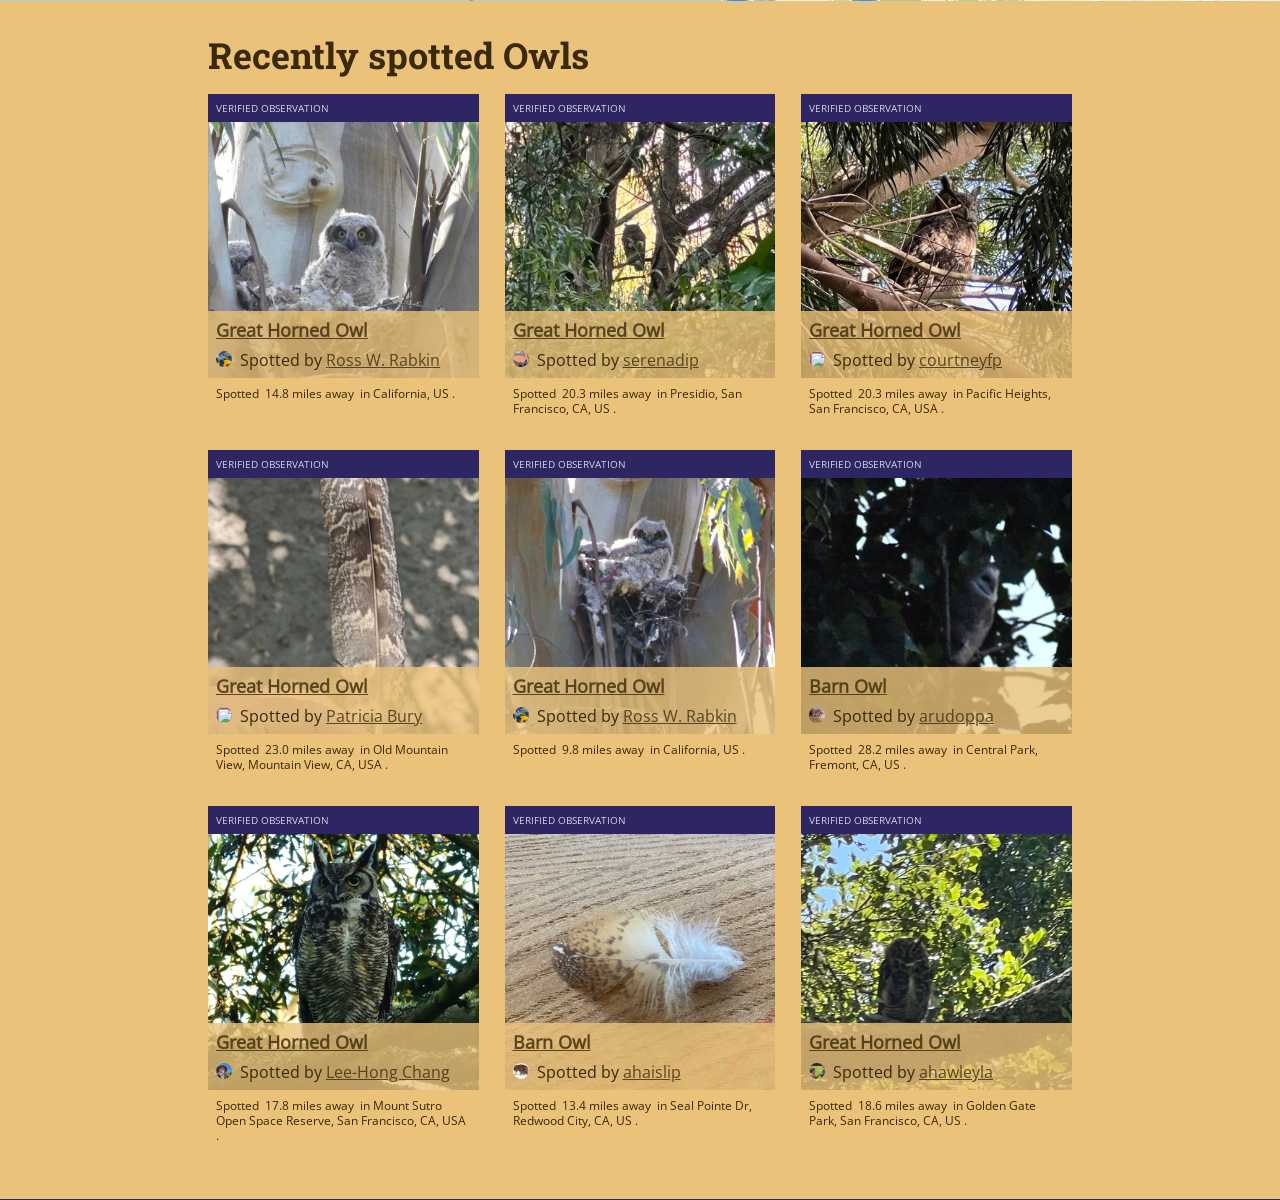 Recently spotted Owls
VERIFIED OBSERVATION
Great Horned Owl
Spotted by Ross W. Rabkin
Spotted 14.8 miles away in California, US .
VERIFIED OBSERVATION
Great Horned Owl
Spotted by serenadip
Spotted 20.3 miles away in Presidio, San
Francisco, CA, US .
VERIFIED OBSERVATION
Great Horned Owl
Spotted by courtneyfp
Spotted 20.3 miles away in Pacific Heights,
San Francisco, CA, USA .
VERIFIED OBSERVATION
Great Horned Owl
Spotted by Patricia Bury
Spotted 23.0 miles away in Old Mountain
View, Mountain View, CA, USA .
VERIFIED OBSERVATION
Great Horned Owl
Spotted by Ross W. Rabkin
Spotted 9.8 miles away in California, US .
VERIFIED OBSERVATION
Barn Owl
Spotted by arudoppa
Spotted 28.2 miles away in Central Park,
Fremont, CA, US .
VERIFIED OBSERVATION
Great Horned Owl
Spotted by Lee-Hong Chang
Spotted 17.8 miles away in Mount Sutro
Open Space Reserve, San Francisco, CA, USA
.
VERIFIED OBSERVATION
Barn Owl
Spotted by ahaislip
Spotted 13.4 miles away in Seal Pointe Dr,
Redwood City, CA, US .
VERIFIED OBSERVATION
Great Horned Owl
Spotted by ahawleyla
Spotted 18.6 miles away in Golden Gate
Park, San Francisco, CA, US .